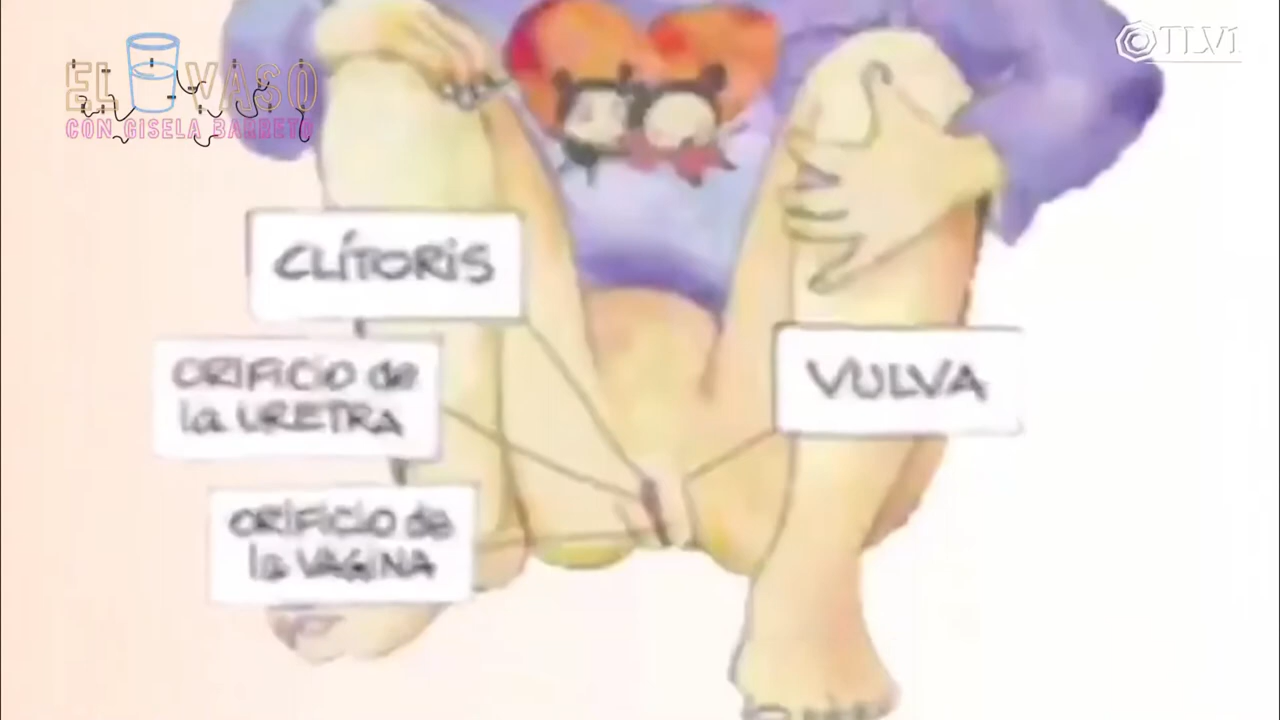 EL VASO
CON GISELA BARRETO
TLV1
CLÍTORIS
ORIFICIO de
la URETRA
VULVA
ORIFICIO de
la VAGINA